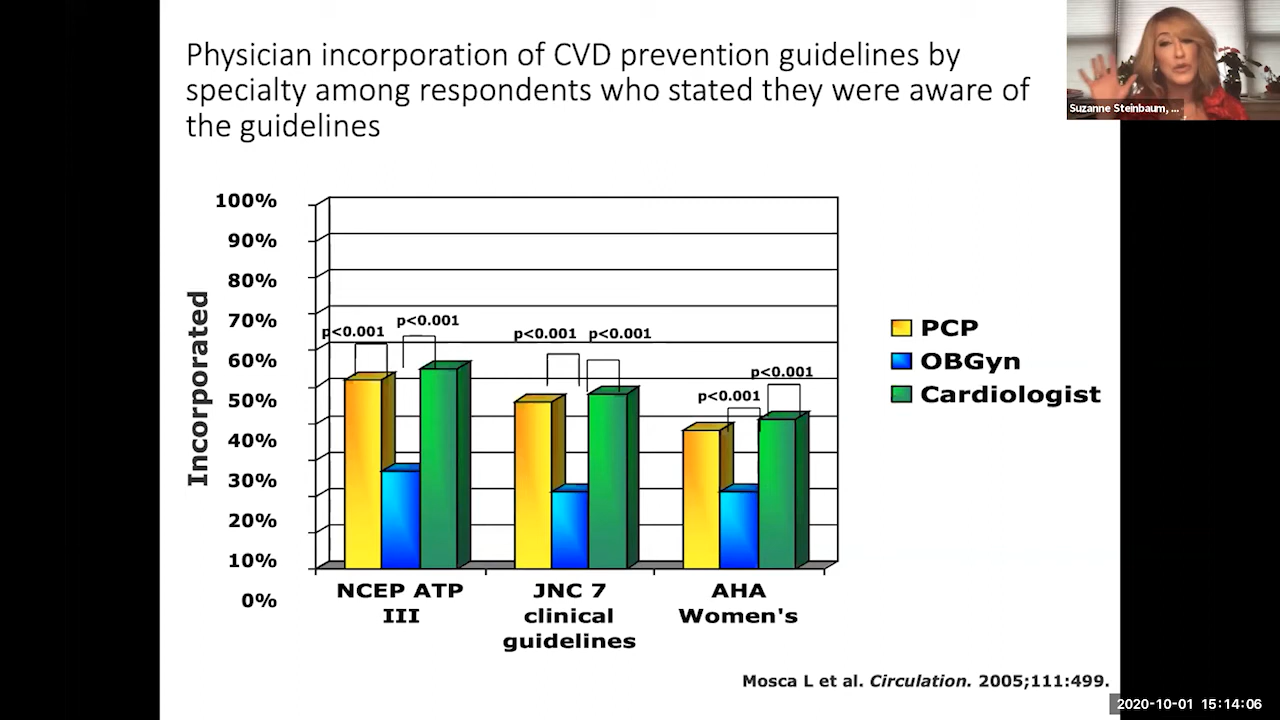 Physician incorporation of CVD prevention guidelines by
specialty among respondents who stated they were aware of
the guidelines
Suzanne Steinbaum, ...
100%
90%
80%
70%
60%
50%
40%
30%
20%
10%
0%
Incorporated
p<0.001
p<0.001
p<0.001
p<0.001
p<0.001
p<0.001
NCEP ATP
III
JNC 7
clinical
guidelines
AHA
Women's
PCP
OBGyn
Cardiologist
Mosca L et al. Circulation. 2005;111:499.
2020-10-01 15:14:06